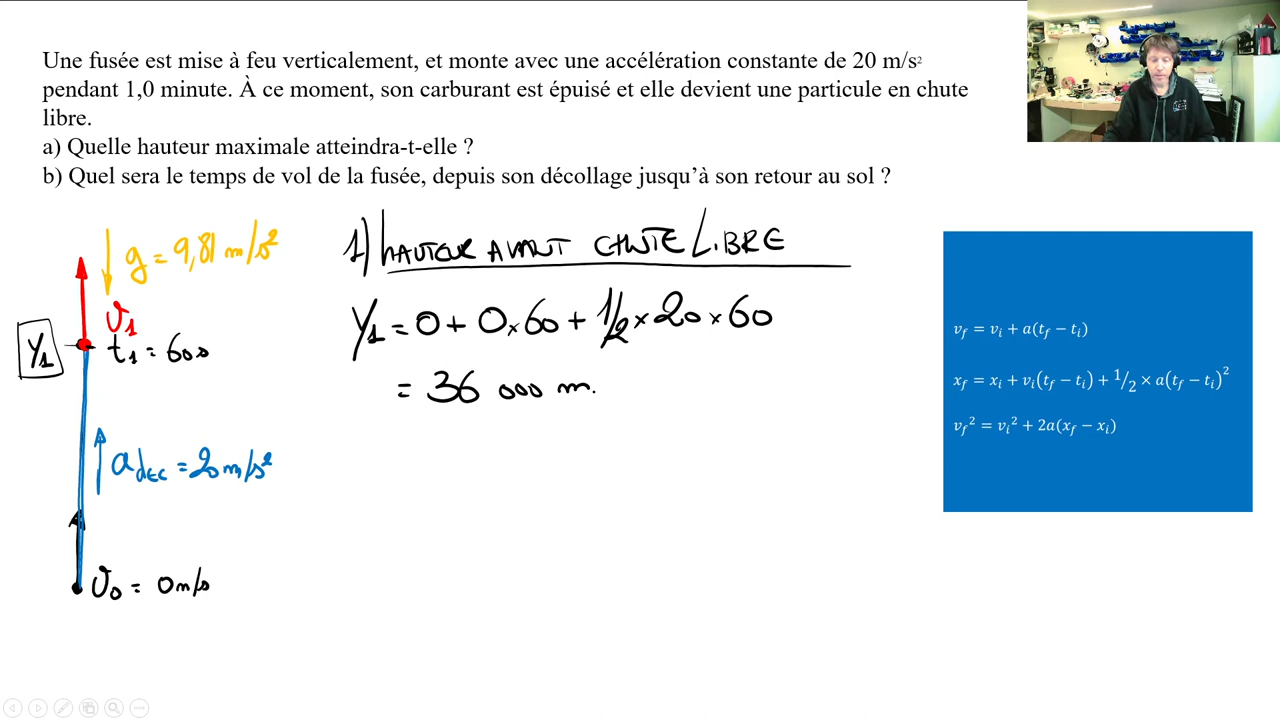 Une fusée est mise à feu verticalement, et monte avec une accélération constante de 20 m/s²
pendant 1,0 minute. À ce moment, son carburant est épuisé et elle devient une particule en chute
libre.
a) Quelle hauteur maximale atteindra-t-elle ?
b) Quel sera le temps de vol de la fusée, depuis son décollage jusqu’à son retour au sol ?
g = 9,81 m/s²
v₁
y₁
t₁ = 60s
a_dec = 20 m/s²
v₀ = 0 m/s
1) HAUTEUR AVANT CHUTE LIBRE
y₁ = 0 + 0 × 60 + 1/2 × 20 × 60
= 36 000 m.
v_f = v_i + a(t_f − t_i)
x_f = x_i + v_i(t_f − t_i) + 1/2 × a(t_f − t_i)²
v_f² = v_i² + 2a(x_f − x_i)